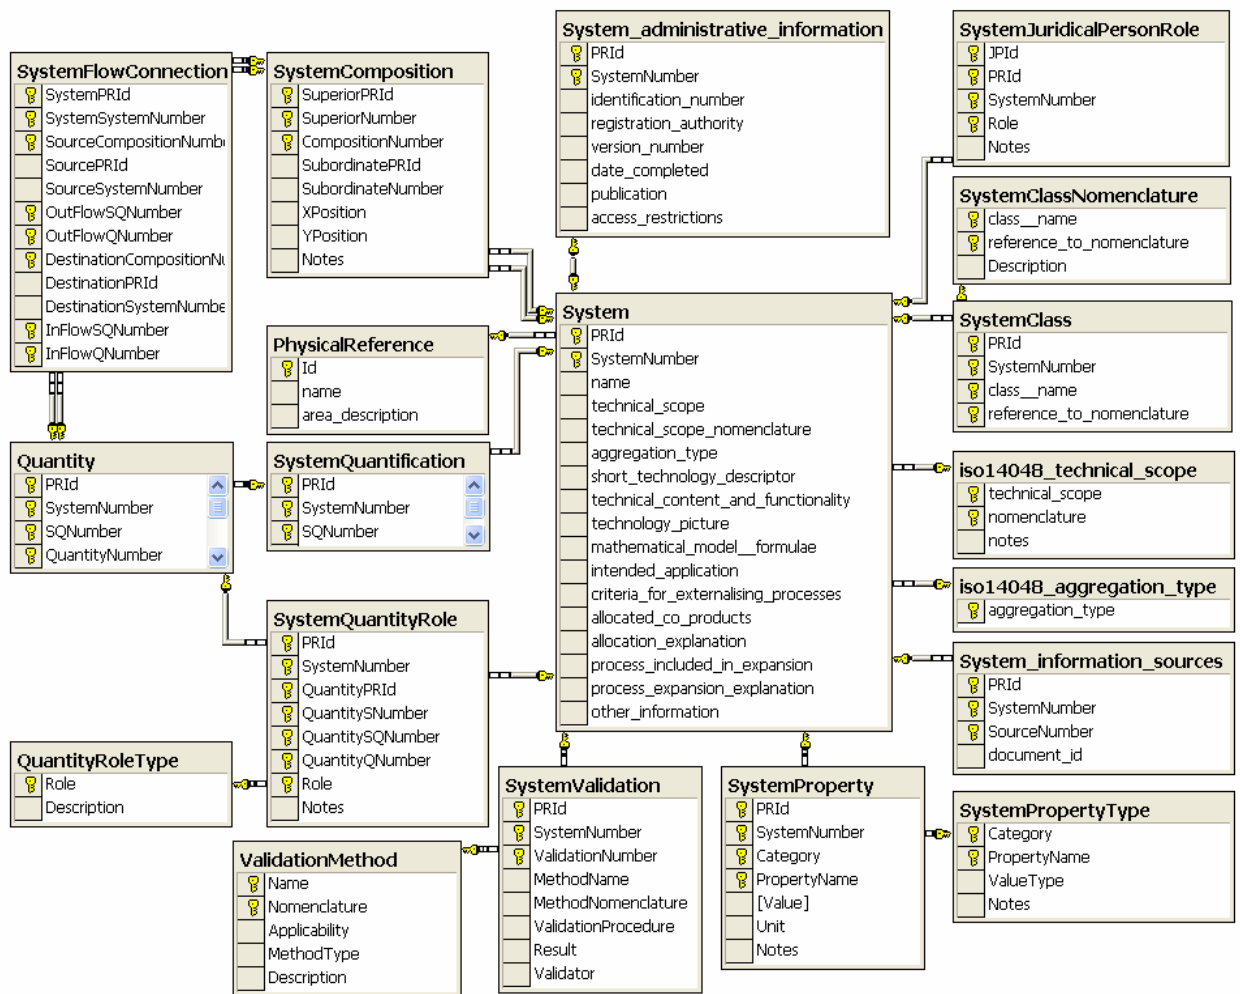 SystemFlowConnection
SystemPRId
SystemSystemNumber
SourceCompositionNumb
SourcePRId
SourceSystemNumber
OutFlowSQNumber
OutFlowQNumber
DestinationCompositionNu
DestinationPRId
DestinationSystemNumbe
InFlowSQNumber
InFlowQNumber
SystemComposition
SuperiorPRId
SuperiorNumber
CompositionNumber
SubordinatePRId
SubordinateNumber
XPosition
YPosition
Notes
System_administrative_information
PRId
SystemNumber
identification_number
registration_authority
version_number
date_completed
publication
access_restrictions
SystemJuridicalPersonRole
JPId
PRId
SystemNumber
Role
Notes
SystemClassNomenclature
class__name
reference_to_nomenclature
Description
SystemClass
PRId
SystemNumber
class__name
reference_to_nomenclature
PhysicalReference
Id
name
area_description
System
PRId
SystemNumber
name
technical_scope
technical_scope_nomenclature
aggregation_type
short_technology_descriptor
technical_content_and_functionality
technology_picture
mathematical_model__formulae
intended_application
criteria_for_externalising_processes
allocated_co_products
allocation_explanation
process_included_in_expansion
process_expansion_explanation
other_information
Quantity
PRId
SystemNumber
SQNumber
QuantityNumber
SystemQuantification
PRId
SystemNumber
SQNumber
iso14048_technical_scope
technical_scope
nomenclature
notes
iso14048_aggregation_type
aggregation_type
SystemQuantityRole
PRId
SystemNumber
QuantityPRId
QuantitySNumber
QuantitySQNumber
QuantityQNumber
Role
Notes
System_information_sources
PRId
SystemNumber
SourceNumber
document_id
QuantityRoleType
Role
Description
SystemValidation
PRId
SystemNumber
ValidationNumber
MethodName
MethodNomenclature
ValidationProcedure
Result
Validator
SystemProperty
PRId
SystemNumber
Category
PropertyName
[Value]
Unit
Notes
SystemPropertyType
Category
PropertyName
ValueType
Notes
ValidationMethod
Name
Nomenclature
Applicability
MethodType
Description